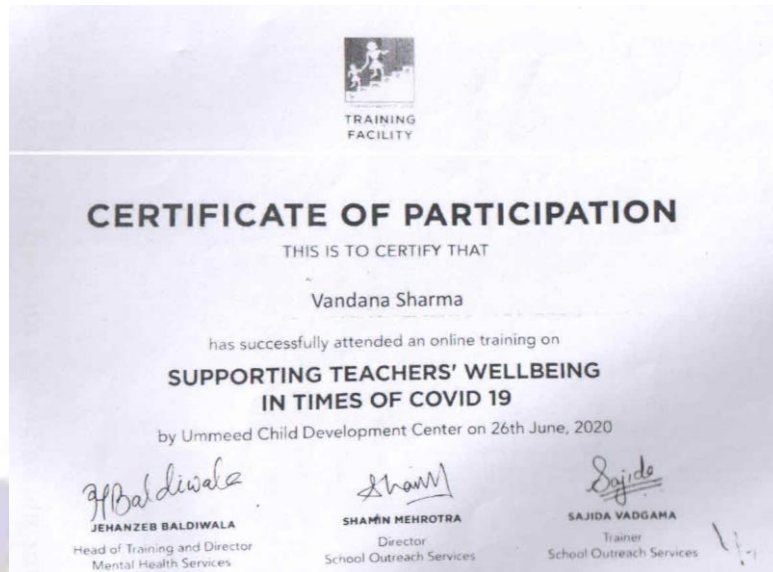 TRAINING
FACILITY
CERTIFICATE OF PARTICIPATION
THIS IS TO CERTIFY THAT
Vandana Sharma
has successfully attended an online training on
SUPPORTING TEACHERS' WELLBEING
IN TIMES OF COVID 19
by Ummeed Child Development Center on 26th June, 2020
HBaldiwala
Sham
Sajida
JEHANZEB BALDIWALA
SHAMIN MEHROTRA
SAJIDA VADGAMA
Head of Training and Director
Director
Trainer
Mental Health Services
School Outreach Services
School Outreach Services